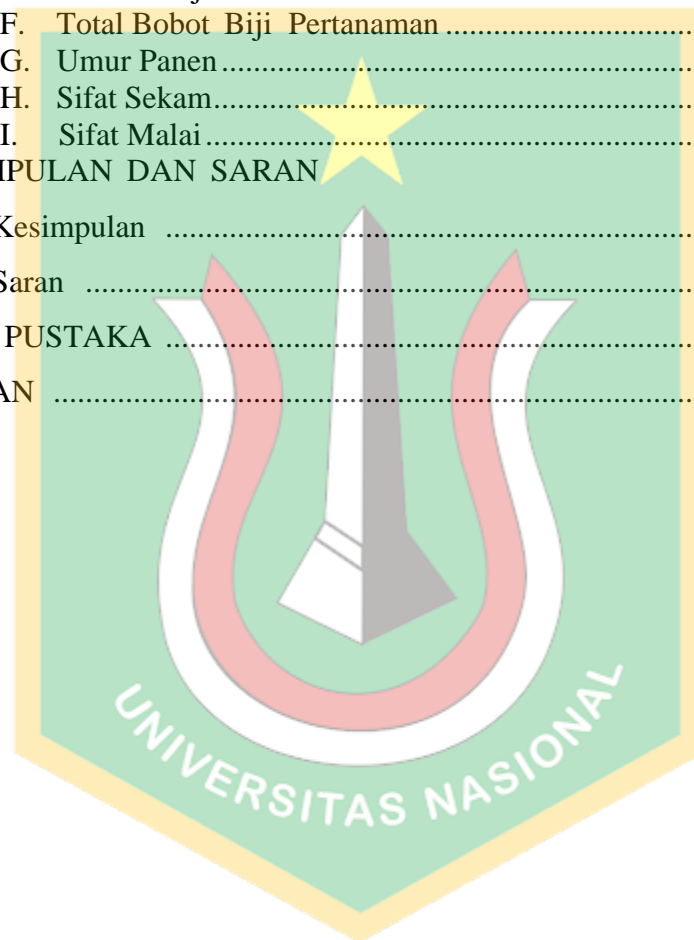 F. Total Bobot Biji Pertanaman ...............................
G. Umur Panen ............................................................
H. Sifat Sekam.............................................................
I. Sifat Malai ..............................................................
IPULAN DAN SARAN
Kesimpulan ...................................................................
Saran ...............................................................................
PUSTAKA ...................................................................
AN ..................................................................................
UNIVERSITAS NASIONAL